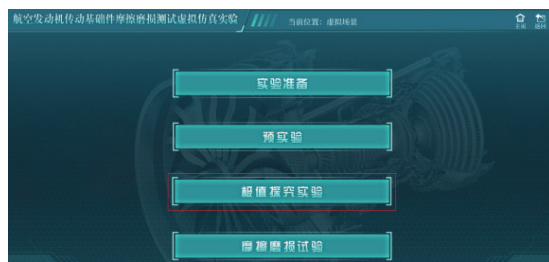 航空发动机传动基础件摩擦磨损测试虚拟仿真实验
当前位置：虚拟场景
主页 返回
实验准备
预实验
极值探究实验
摩擦磨损试验